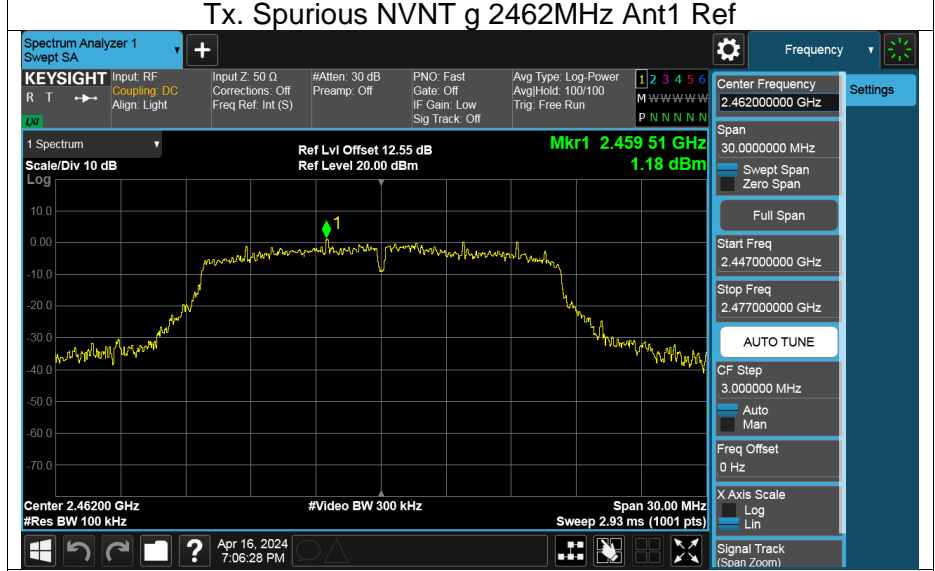 Tx. Spurious NVNT g 2462MHz Ant1 Ref
Spectrum Analyzer 1
Swept SA
+
Frequency
KEYSIGHT
R T
LXI
Input: RF
Coupling: DC
Align: Light
Input Z: 50 Ω
Corrections: Off
Freq Ref: Int (S)
#Atten: 30 dB
Preamp: Off
PNO: Fast
Gate: Off
IF Gain: Low
Sig Track: Off
Avg Type: Log-Power
Avg|Hold: 100/100
Trig: Free Run
1 2 3 4 5 6
M W W W W W
P N N N N N
1 Spectrum
Scale/Div 10 dB
Log
Ref Lvl Offset 12.55 dB
Ref Level 20.00 dBm
Mkr1 2.459 51 GHz
1.18 dBm
1
10.0
0.00
-10.0
-20.0
-30.0
-40.0
-50.0
-60.0
-70.0
Center 2.46200 GHz
#Res BW 100 kHz
#Video BW 300 kHz
Span 30.00 MHz
Sweep 2.93 ms (1001 pts)
?
Apr 16, 2024
7:06:28 PM
Center Frequency
2.462000000 GHz
Span
30.0000000 MHz
Swept Span
Zero Span
Full Span
Start Freq
2.447000000 GHz
Stop Freq
2.477000000 GHz
AUTO TUNE
CF Step
3.000000 MHz
Auto
Man
Freq Offset
0 Hz
X Axis Scale
Log
Lin
Signal Track
(Span Zoom)
Settings